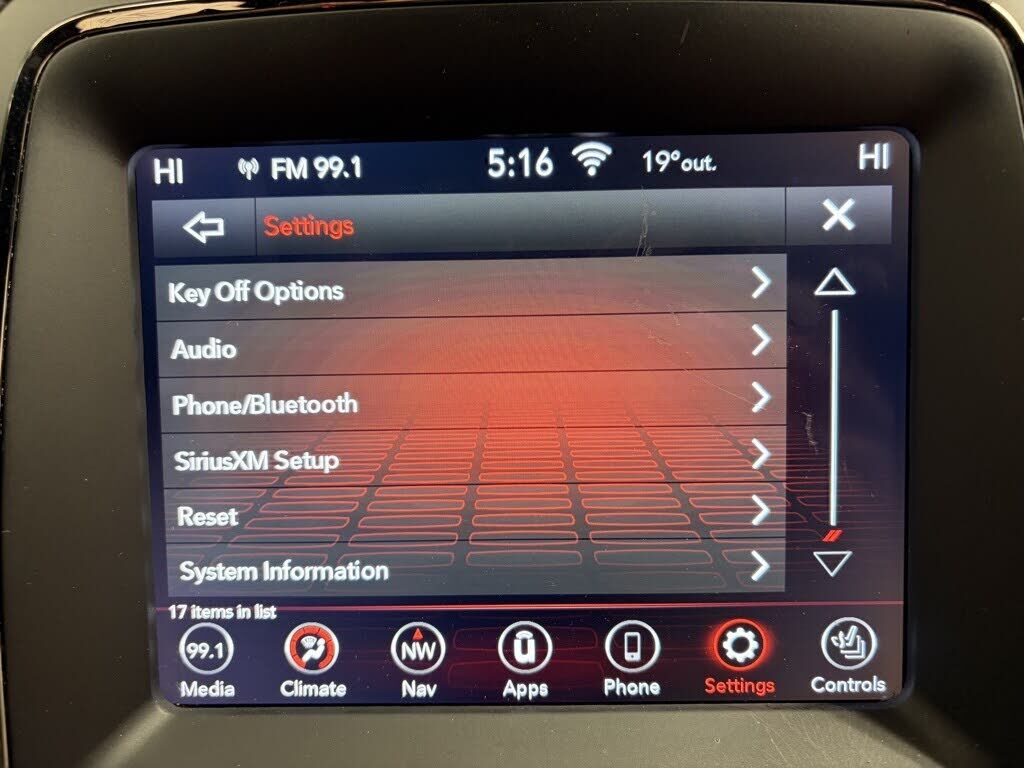 HI FM 99.1 5:16 19° out. HI
Settings
Key Off Options
Audio
Phone/Bluetooth
SiriusXM Setup
Reset
System Information
17 items in list
99.1 NW
Media Climate Nav Apps Phone Settings Controls